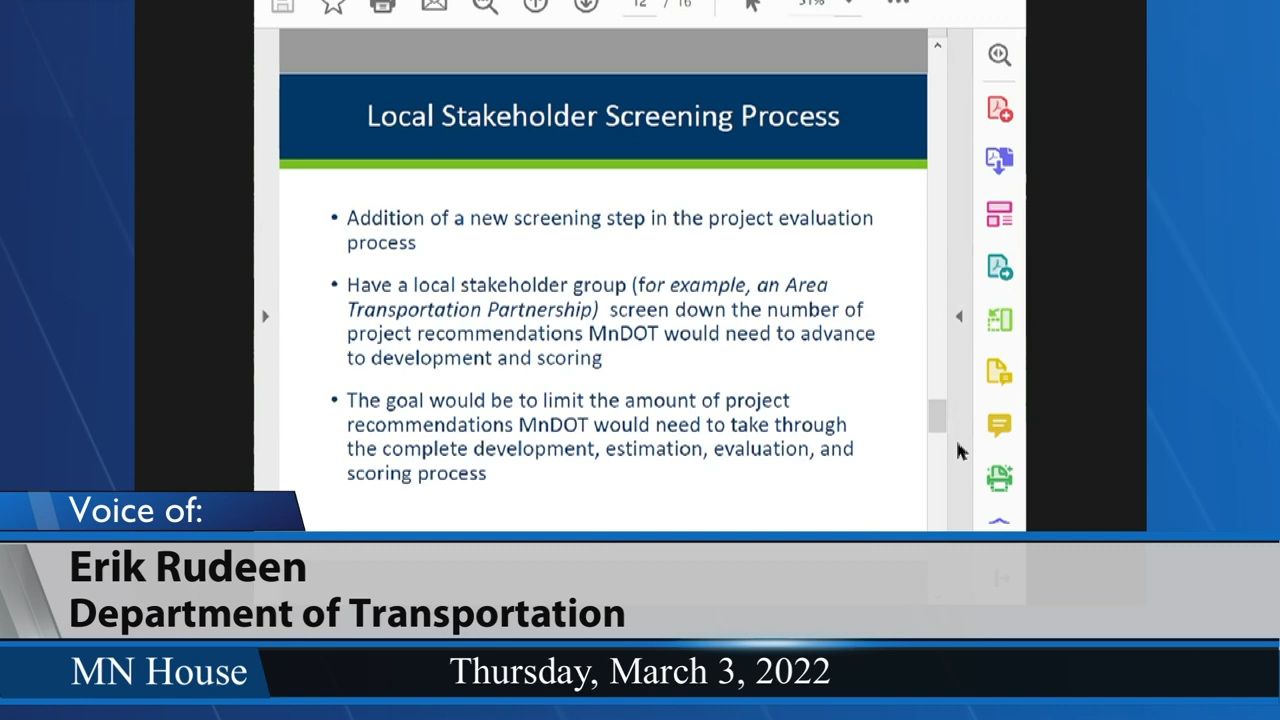 12 / 16
51%
Local Stakeholder Screening Process
• Addition of a new screening step in the project evaluation
process
• Have a local stakeholder group (for example, an Area
Transportation Partnership) screen down the number of
project recommendations MnDOT would need to advance
to development and scoring
• The goal would be to limit the amount of project
recommendations MnDOT would need to take through
the complete development, estimation, evaluation, and
scoring process
Voice of:
Erik Rudeen
Department of Transportation
MN House
Thursday, March 3, 2022